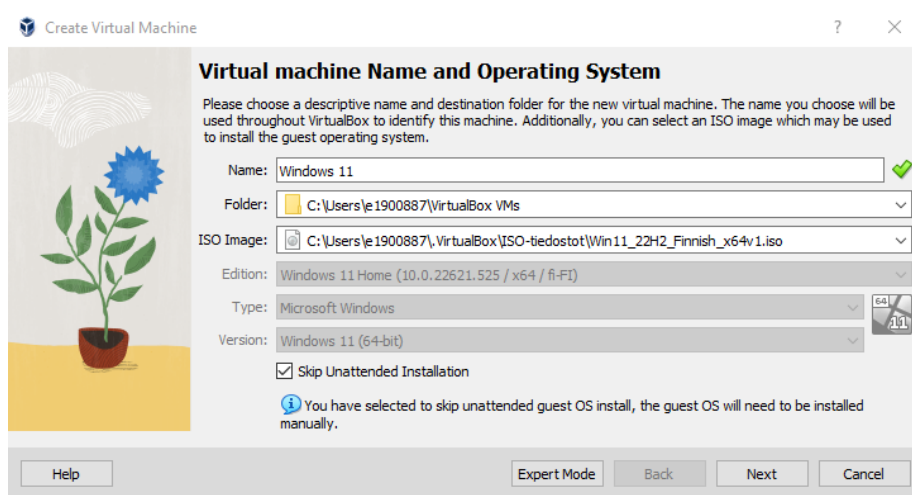 Create Virtual Machine
Virtual machine Name and Operating System
Please choose a descriptive name and destination folder for the new virtual machine. The name you choose will be
used throughout VirtualBox to identify this machine. Additionally, you can select an ISO image which may be used
to install the guest operating system.
Name: Windows 11
Folder: C:\Users\e1900887\VirtualBox VMs
ISO Image: C:\Users\e1900887\.VirtualBox\ISO-tiedostot\Win11_22H2_Finnish_x64v1.iso
Edition: Windows 11 Home (10.0.22621.525 / x64 / fi-FI)
Type: Microsoft Windows
64
11
Version: Windows 11 (64-bit)
Skip Unattended Installation
You have selected to skip unattended guest OS install, the guest OS will need to be installed
manually.
Help Expert Mode Back Next Cancel